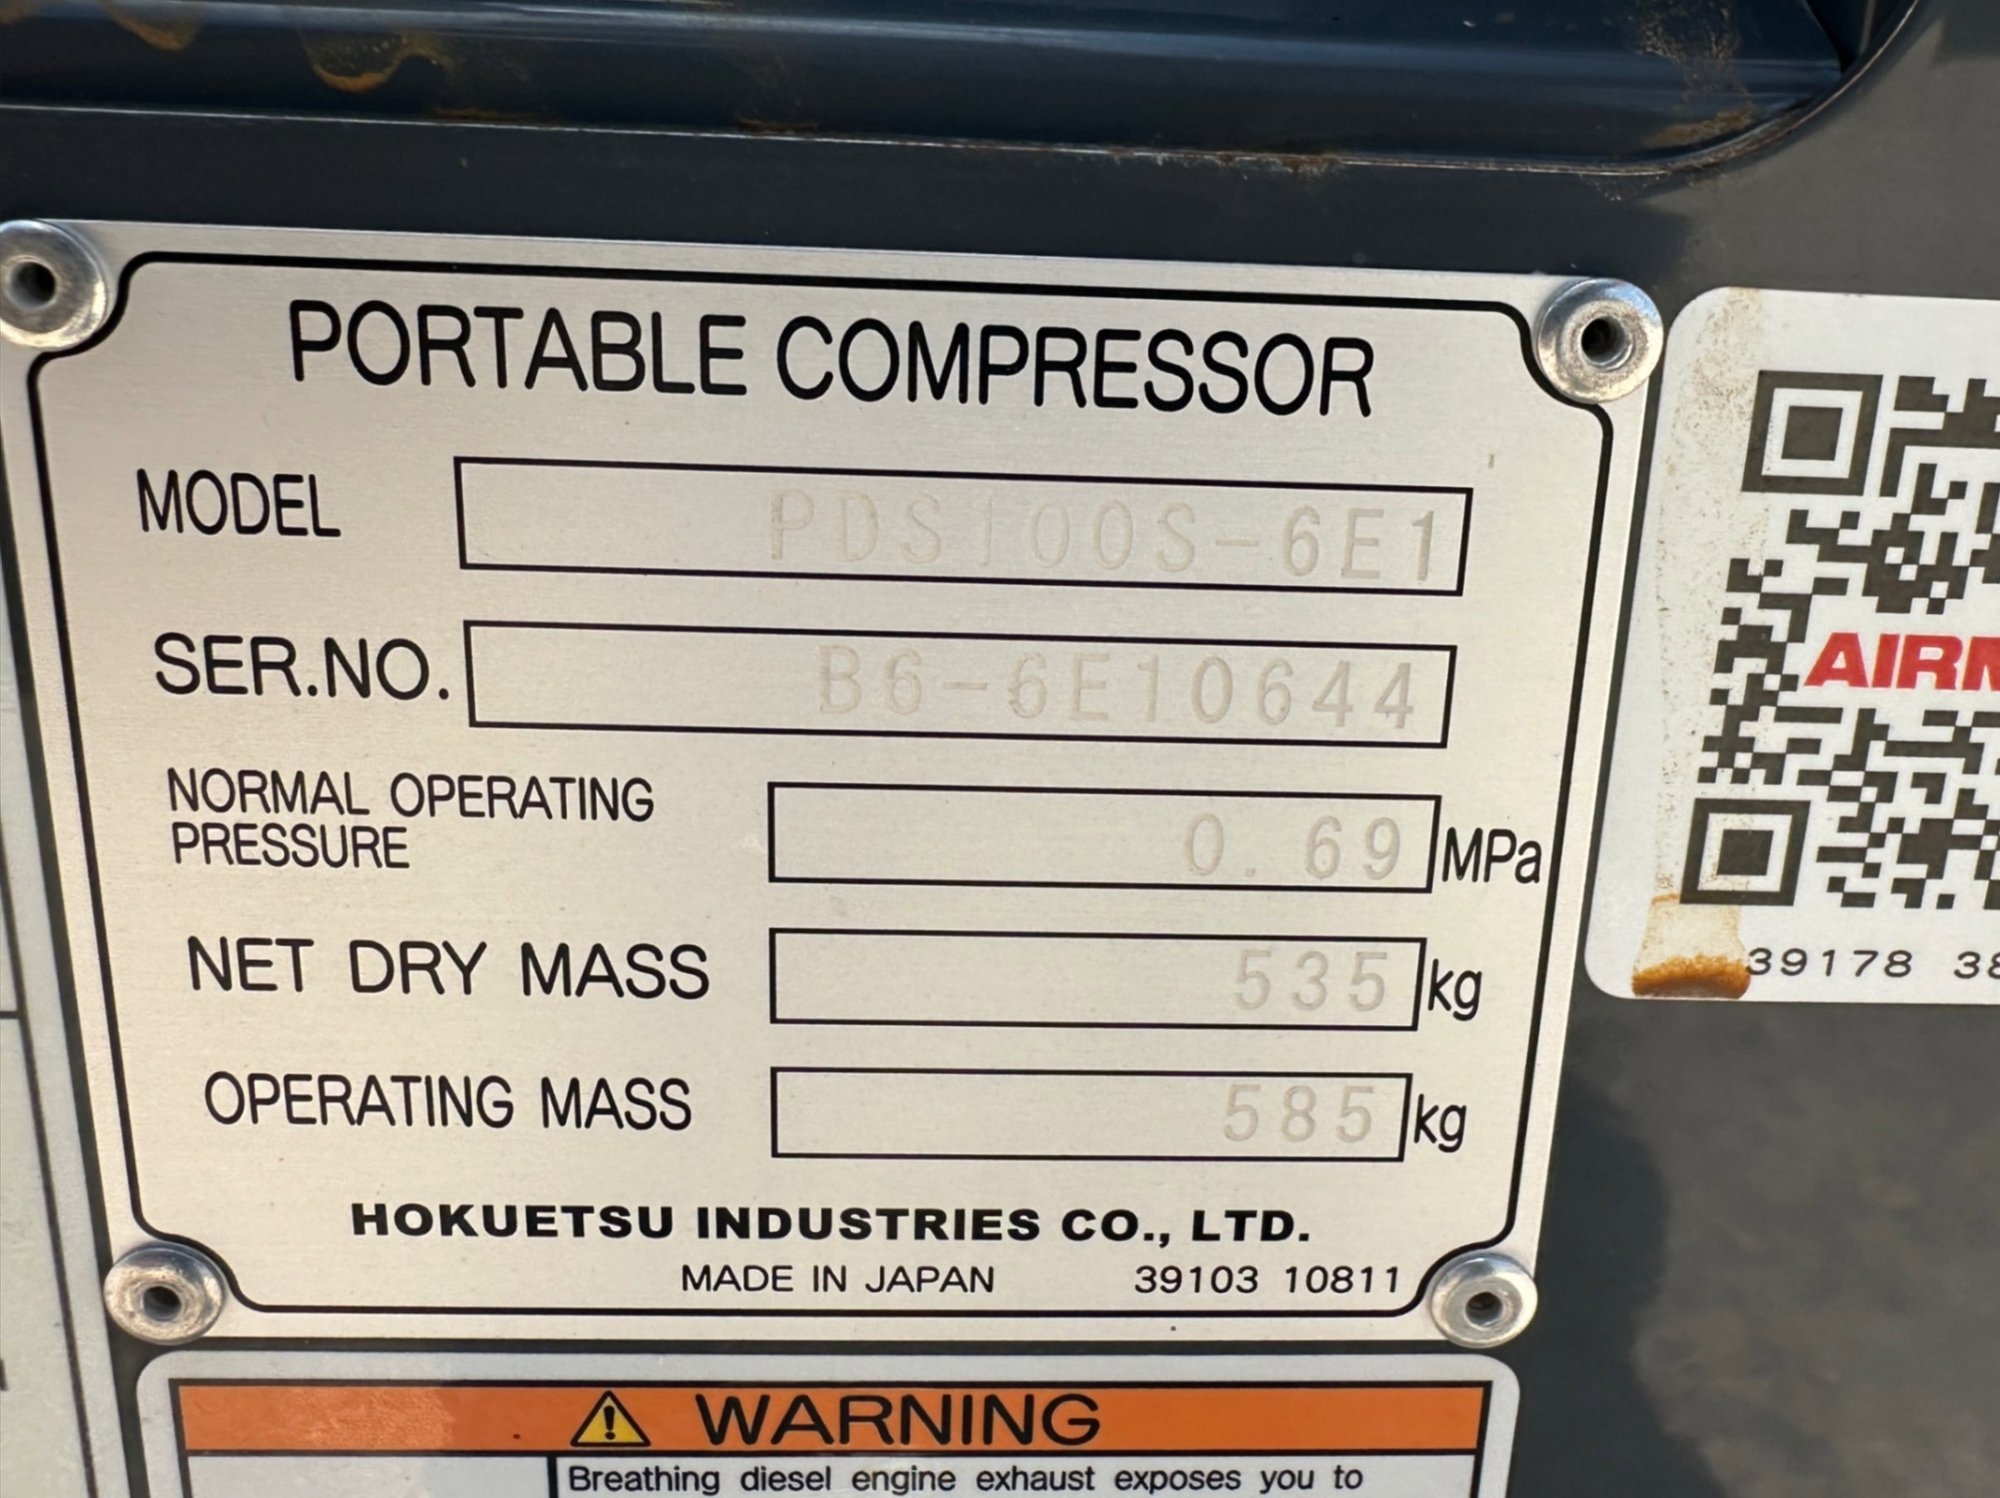 PORTABLE COMPRESSOR
MODEL PDS100S-6E1
SER.NO. B6-6E10644
NORMAL OPERATING
PRESSURE 0.69 MPa
NET DRY MASS 535 kg
OPERATING MASS 585 kg
HOKUETSU INDUSTRIES CO., LTD.
MADE IN JAPAN 39103 10811
WARNING
Breathing diesel engine exhaust exposes you to
39178